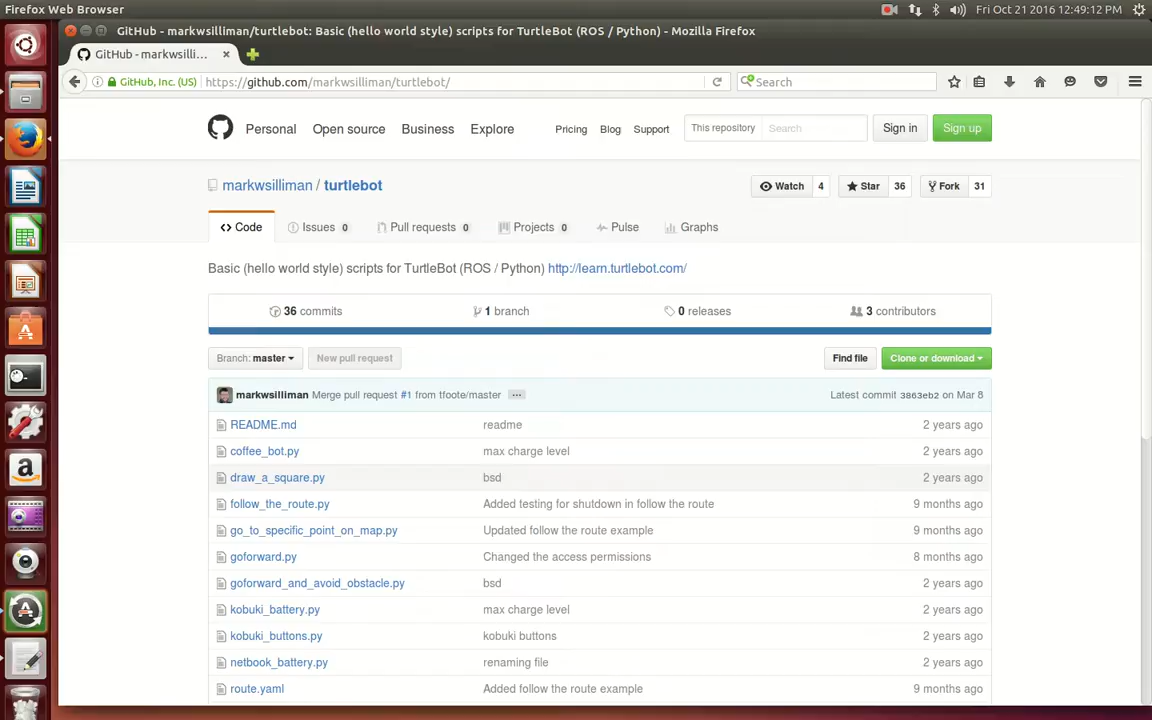 Firefox Web Browser
Fri Oct 21 2016 12:49:12 PM
GitHub - markwsilliman/turtlebot: Basic (hello world style) scripts for TurtleBot (ROS / Python) - Mozilla Firefox
GitHub - markwsilli...
GitHub, Inc. (US) https://github.com/markwsilliman/turtlebot/
Search
Personal Open source Business Explore Pricing Blog Support This repository Search Sign in Sign up
markwsilliman / turtlebot
Watch 4 Star 36 Fork 31
Code Issues 0 Pull requests 0 Projects 0 Pulse Graphs
Basic (hello world style) scripts for TurtleBot (ROS / Python) http://learn.turtlebot.com/
36 commits 1 branch 0 releases 3 contributors
Branch: master New pull request Find file Clone or download
markwsilliman Merge pull request #1 from tfoote/master ... Latest commit 3863eb2 on Mar 8
README.md readme 2 years ago
coffee_bot.py max charge level 2 years ago
draw_a_square.py bsd 2 years ago
follow_the_route.py Added testing for shutdown in follow the route 9 months ago
go_to_specific_point_on_map.py Updated follow the route example 9 months ago
goforward.py Changed the access permissions 8 months ago
goforward_and_avoid_obstacle.py bsd 2 years ago
kobuki_battery.py max charge level 2 years ago
kobuki_buttons.py kobuki buttons 2 years ago
netbook_battery.py renaming file 2 years ago
route.yaml Added follow the route example 9 months ago